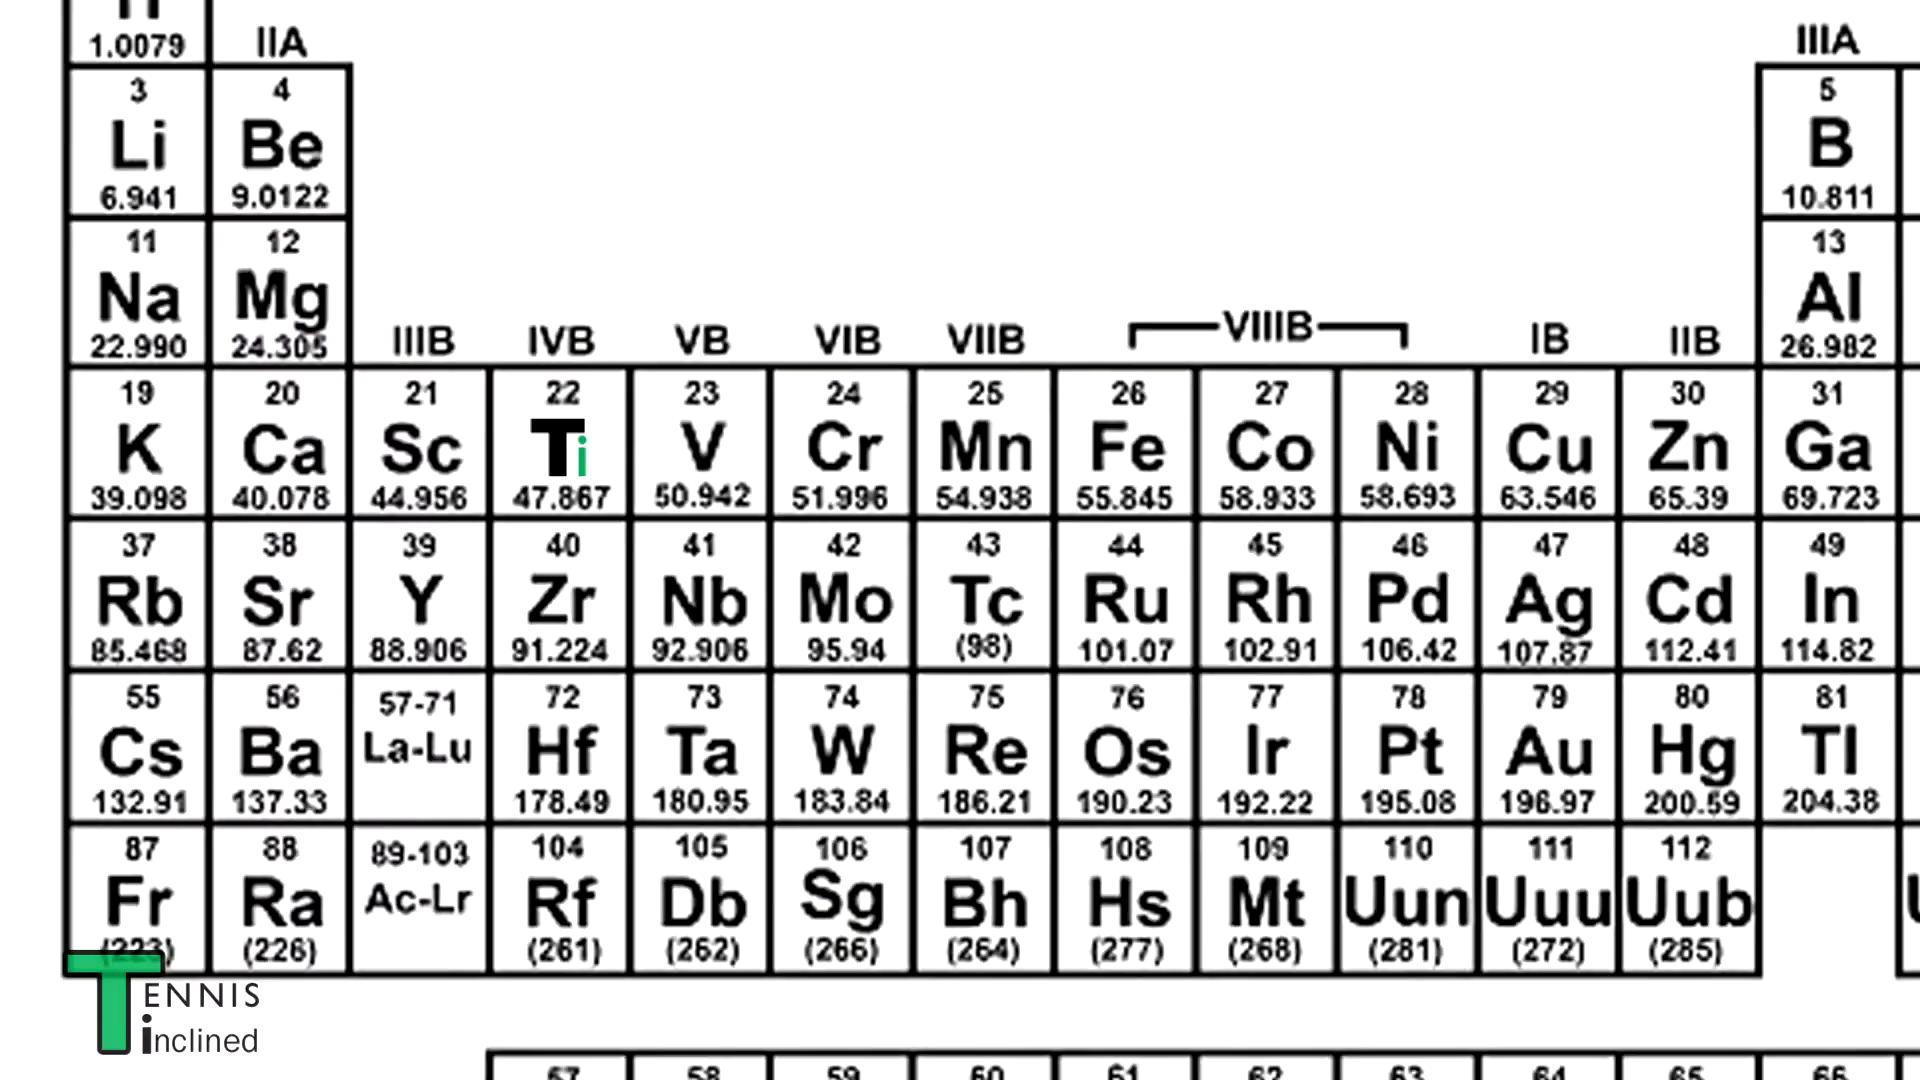 H
1.0079 IIA IIIA
3 4 5
Li Be B
6.941 9.0122 10.811
11 12 13
Na Mg Al
22.990 24.305 IIIB IVB VB VIB VIIB VIIIB IB IIB 26.982
19 20 21 22 23 24 25 26 27 28 29 30 31
K Ca Sc Ti V Cr Mn Fe Co Ni Cu Zn Ga
39.098 40.078 44.956 47.867 50.942 51.996 54.938 55.845 58.933 58.693 63.546 65.39 69.723
37 38 39 40 41 42 43 44 45 46 47 48 49
Rb Sr Y Zr Nb Mo Tc Ru Rh Pd Ag Cd In
85.468 87.62 88.906 91.224 92.906 95.94 (98) 101.07 102.91 106.42 107.87 112.41 114.82
55 56 57-71 72 73 74 75 76 77 78 79 80 81
Cs Ba La-Lu Hf Ta W Re Os Ir Pt Au Hg Tl
132.91 137.33 178.49 180.95 183.84 186.21 190.23 192.22 195.08 196.97 200.59 204.38
87 88 89-103 104 105 106 107 108 109 110 111 112
Fr Ra Ac-Lr Rf Db Sg Bh Hs Mt Uun Uuu Uub
(223) (226) (261) (262) (266) (264) (277) (268) (281) (272) (285)
TENNIS
inclined
57 58 59 60 61 62 63 64 65 66